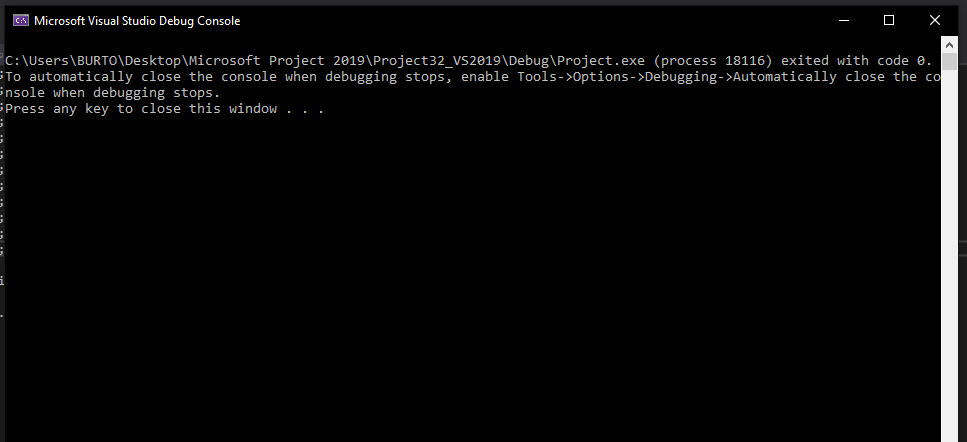 Microsoft Visual Studio Debug Console
C:\Users\BURTO\Desktop\Microsoft Project 2019\Project32_VS2019\Debug\Project.exe (process 18116) exited with code 0.
To automatically close the console when debugging stops, enable Tools->Options->Debugging->Automatically close the co
nsole when debugging stops.
Press any key to close this window . . .